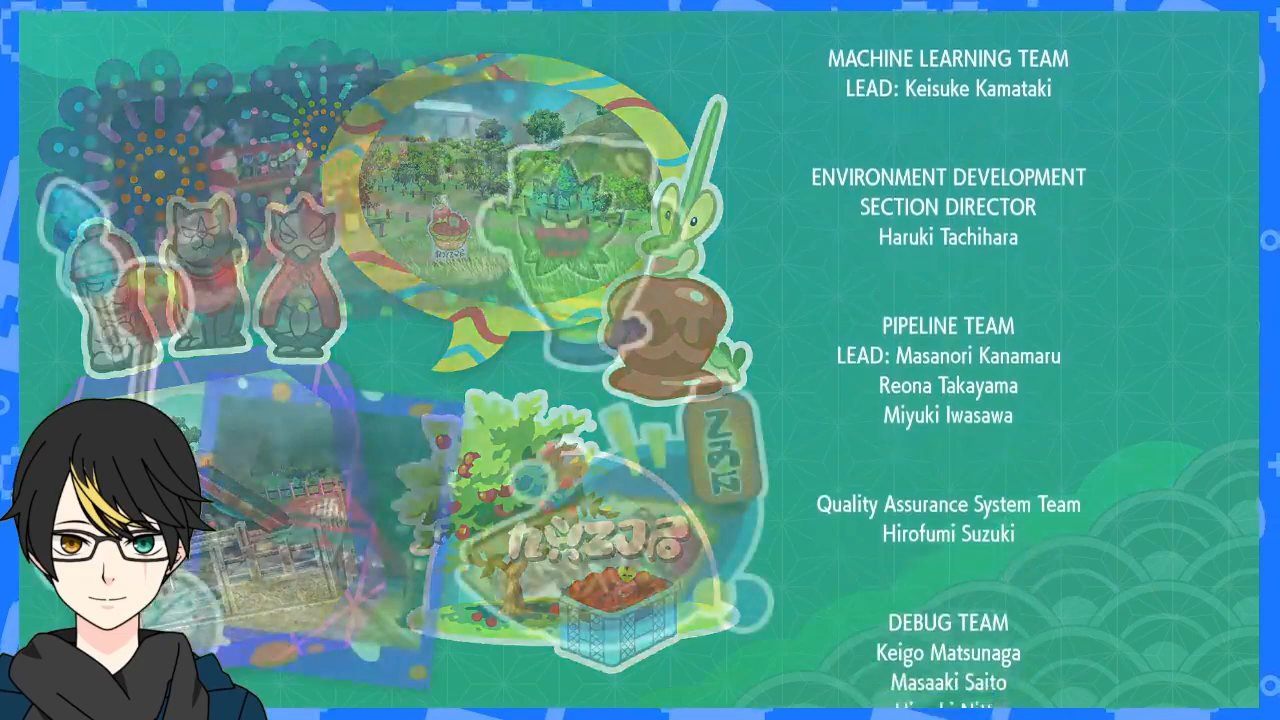 MACHINE LEARNING TEAM
LEAD: Keisuke Kamataki
ENVIRONMENT DEVELOPMENT
SECTION DIRECTOR
Haruki Tachihara
PIPELINE TEAM
LEAD: Masanori Kanamaru
Reona Takayama
Miyuki Iwasawa
Quality Assurance System Team
Hirofumi Suzuki
DEBUG TEAM
Keigo Matsunaga
Masaaki Saito